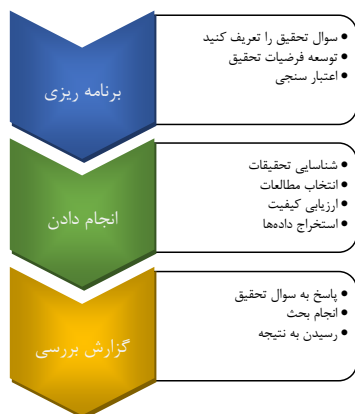 برنامه ریزی
• سوال تحقیق را تعریف کنید
• توسعه فرضیات تحقیق
• اعتبار سنجی
انجام دادن
• شناسایی تحقیقات
• انتخاب مطالعات
• ارزیابی کیفیت
• استخراج داده‌ها
گزارش بررسی
• پاسخ به سوال تحقیق
• انجام بحث
• رسیدن به نتیجه